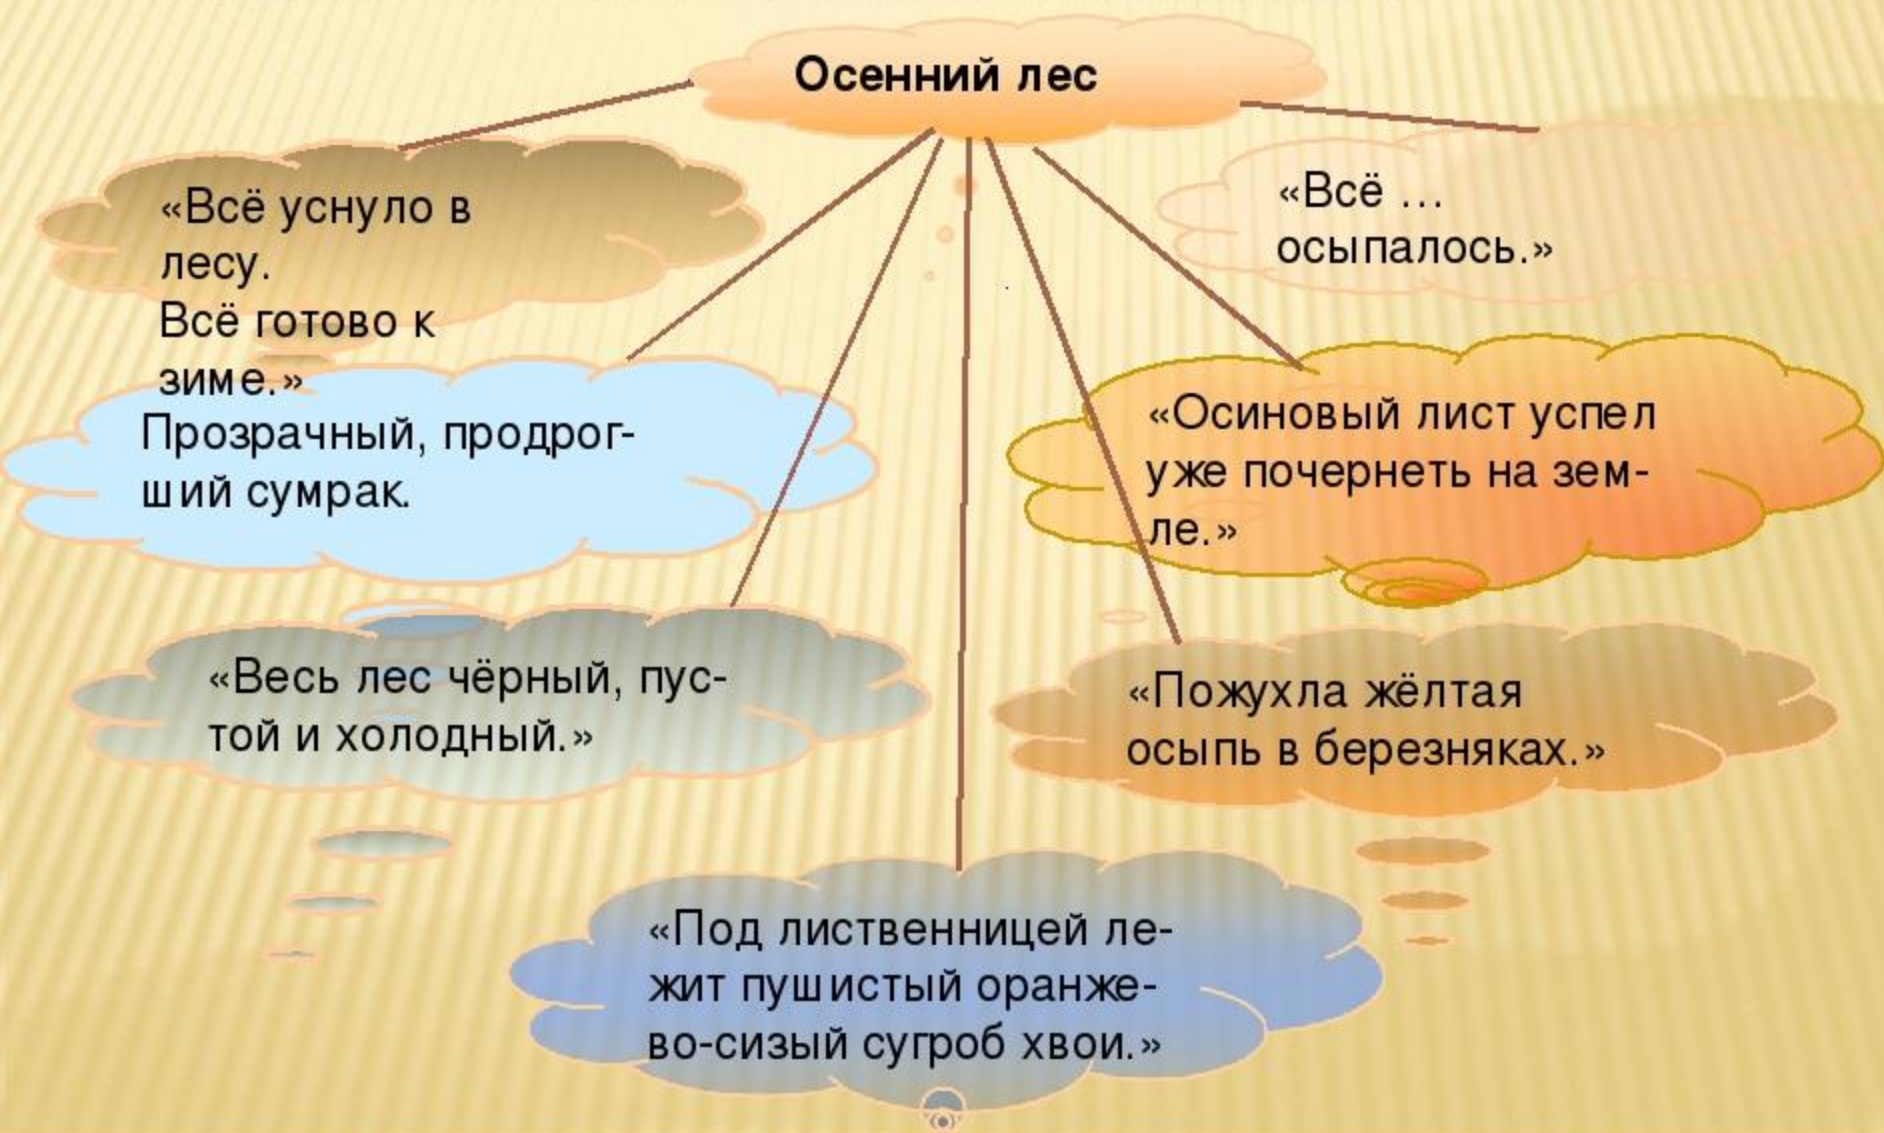 Осенний лес
«Всё уснуло в
лесу.
Всё готово к
зиме.»
«Всё ...
осыпалось.»
Прозрачный, продрог-
ший сумрак.
«Осиновый лист успел
уже почернеть на зем-
ле.»
«Весь лес чёрный, пус-
той и холодный.»
«Пожухла жёлтая
осыпь в березняках.»
«Под лиственницей ле-
жит пушистый оранже-
во-сизый сугроб хвои.»